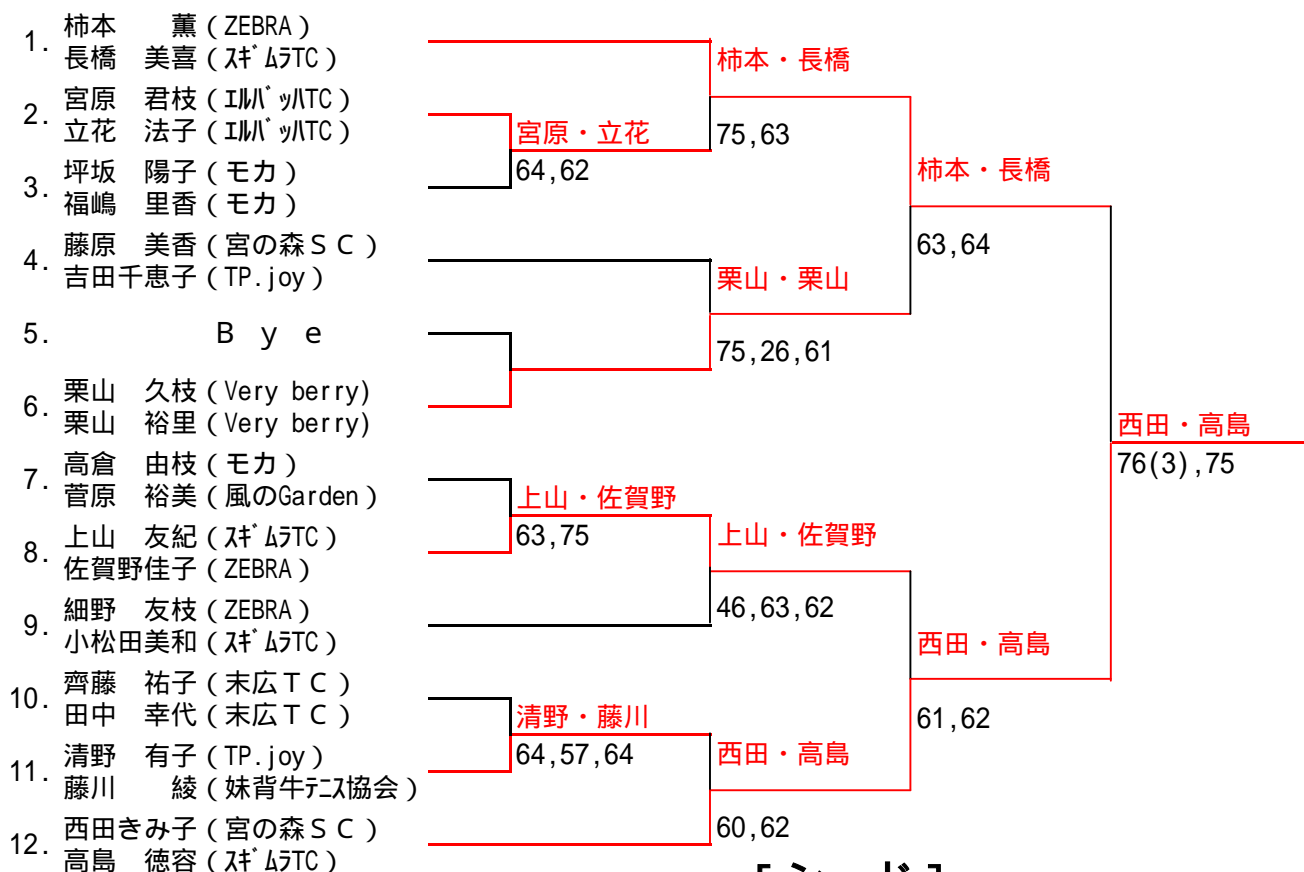 1.
柿本　　薫（ZEBRA）
長橋　美喜（ｽｷﾞﾑﾗTC）
2.
宮原　君枝（ｴﾙﾊﾞｯﾊTC）
立花　法子（ｴﾙﾊﾞｯﾊTC）
3.
坪坂　陽子（モカ）
福嶋　里香（モカ）
4.
藤原　美香（宮の森ＳＣ）
吉田千恵子（TP.joy）
5.
Ｂｙｅ
6.
栗山　久枝（Very berry)
栗山　裕里（Very berry)
7.
高倉　由枝（モカ）
菅原　裕美（風のGarden）
8.
上山　友紀（ｽｷﾞﾑﾗTC）
佐賀野佳子（ZEBRA）
9.
細野　友枝（ZEBRA）
小松田美和（ｽｷﾞﾑﾗTC）
10.
齊藤　祐子（末広ＴＣ）
田中　幸代（末広ＴＣ）
11.
清野　有子（TP.joy）
藤川　　綾（妹背牛ﾃﾆｽ協会）
12.
西田きみ子（宮の森ＳＣ）
高島　徳容（ｽｷﾞﾑﾗTC）
宮原・立花
64,62
上山・佐賀野
63,75
清野・藤川
64,57,64
柿本・長橋
75,63
栗山・栗山
75,26,61
上山・佐賀野
46,63,62
西田・高島
60,62
柿本・長橋
63,64
西田・高島
61,62
西田・高島
76(3),75